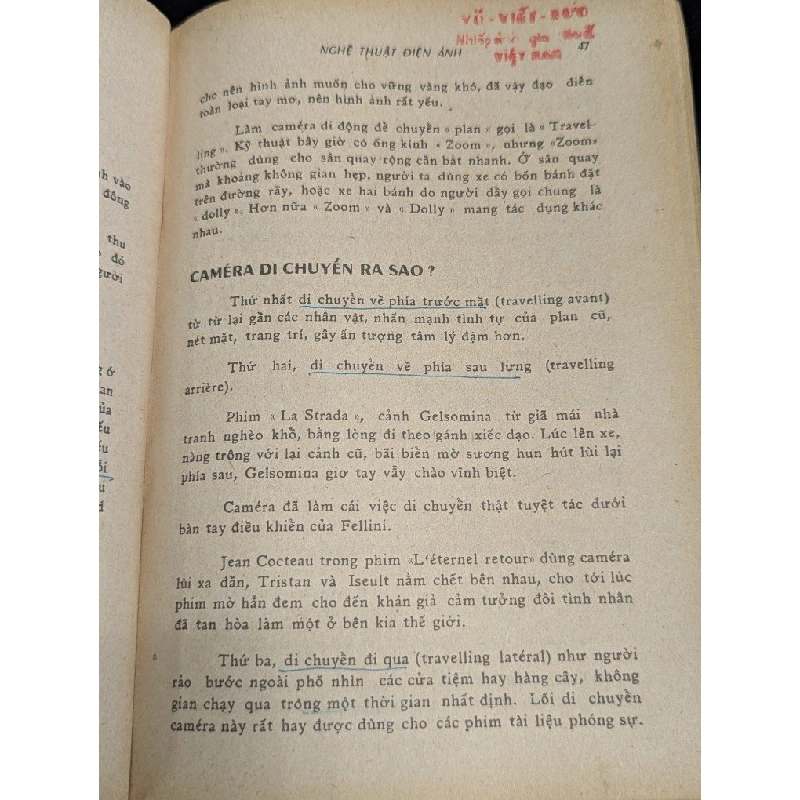 VŨ - VIẾT - ĐỨC
Nhiếp ảnh gia
VIỆT NAM
NGHỆ THUẬT ĐIỆN ẢNH 47
cho nên hình ảnh muốn cho vững vàng khó, đã vậy đạo diễn
toàn loại tay mơ, nên hình ảnh rất yếu.
Làm caméra di động để chuyển « plan » gọi là « Travel-
ling ». Kỹ thuật bây giờ có ống kính « Zoom », nhưng «Zoom»
thường dùng cho sân quay rộng cần bắt nhanh. Ở sân quay
mà khoảng không gian hẹp, người ta dùng xe có bốn bánh đặt
trên đường rầy, hoặc xe hai bánh do người đầy gọi chung là
« dolly ». Hơn nữa « Zoom » và « Dolly » mang tác dụng khác
nhau.
CAMÉRA DI CHUYỂN RA SAO ?
Thứ nhất di chuyển về phía trước mặt (travelling avant)
từ từ lại gần các nhân vật, nhấn mạnh tình tự của plan cũ,
nét mặt, trang trí, gây ấn tượng tâm lý đậm hơn.
Thứ hai, di chuyển về phía sau lưng (travelling
arrière).
Phim « La Strada «, cảnh Gelsomina từ giã mái nhà
tranh nghèo khổ, bằng lòng đi theo gánh xiếc dạo. Lúc lên xe,
nàng trông với lại cảnh cũ, bãi biển mờ sương hun hút lùi lại
phía sau, Gelsomina giơ tay vẫy chào vĩnh biệt.
Caméra đã làm cái việc di chuyển thật tuyệt tác dưới
bàn tay điều khiển của Fellini.
Jean Cocteau trong phim «L'éternel retour» dùng caméra
lùi xa dần, Tristan và Iseult nằm chết bên nhau, cho tới lúc
phim mờ hẳn đem cho đến khán giả cảm tưởng đôi tình nhân
đã tan hòa làm một ở bên kia thế giới.
Thứ ba, di chuyển đi qua (travelling latéral) như người
rảo bước ngoài phố nhìn các cửa tiệm hay hàng cây, không
gian chạy qua trong một thời gian nhất định. Lối di chuyển
caméra này rất hay được dùng cho các phim tài liệu phóng sự.